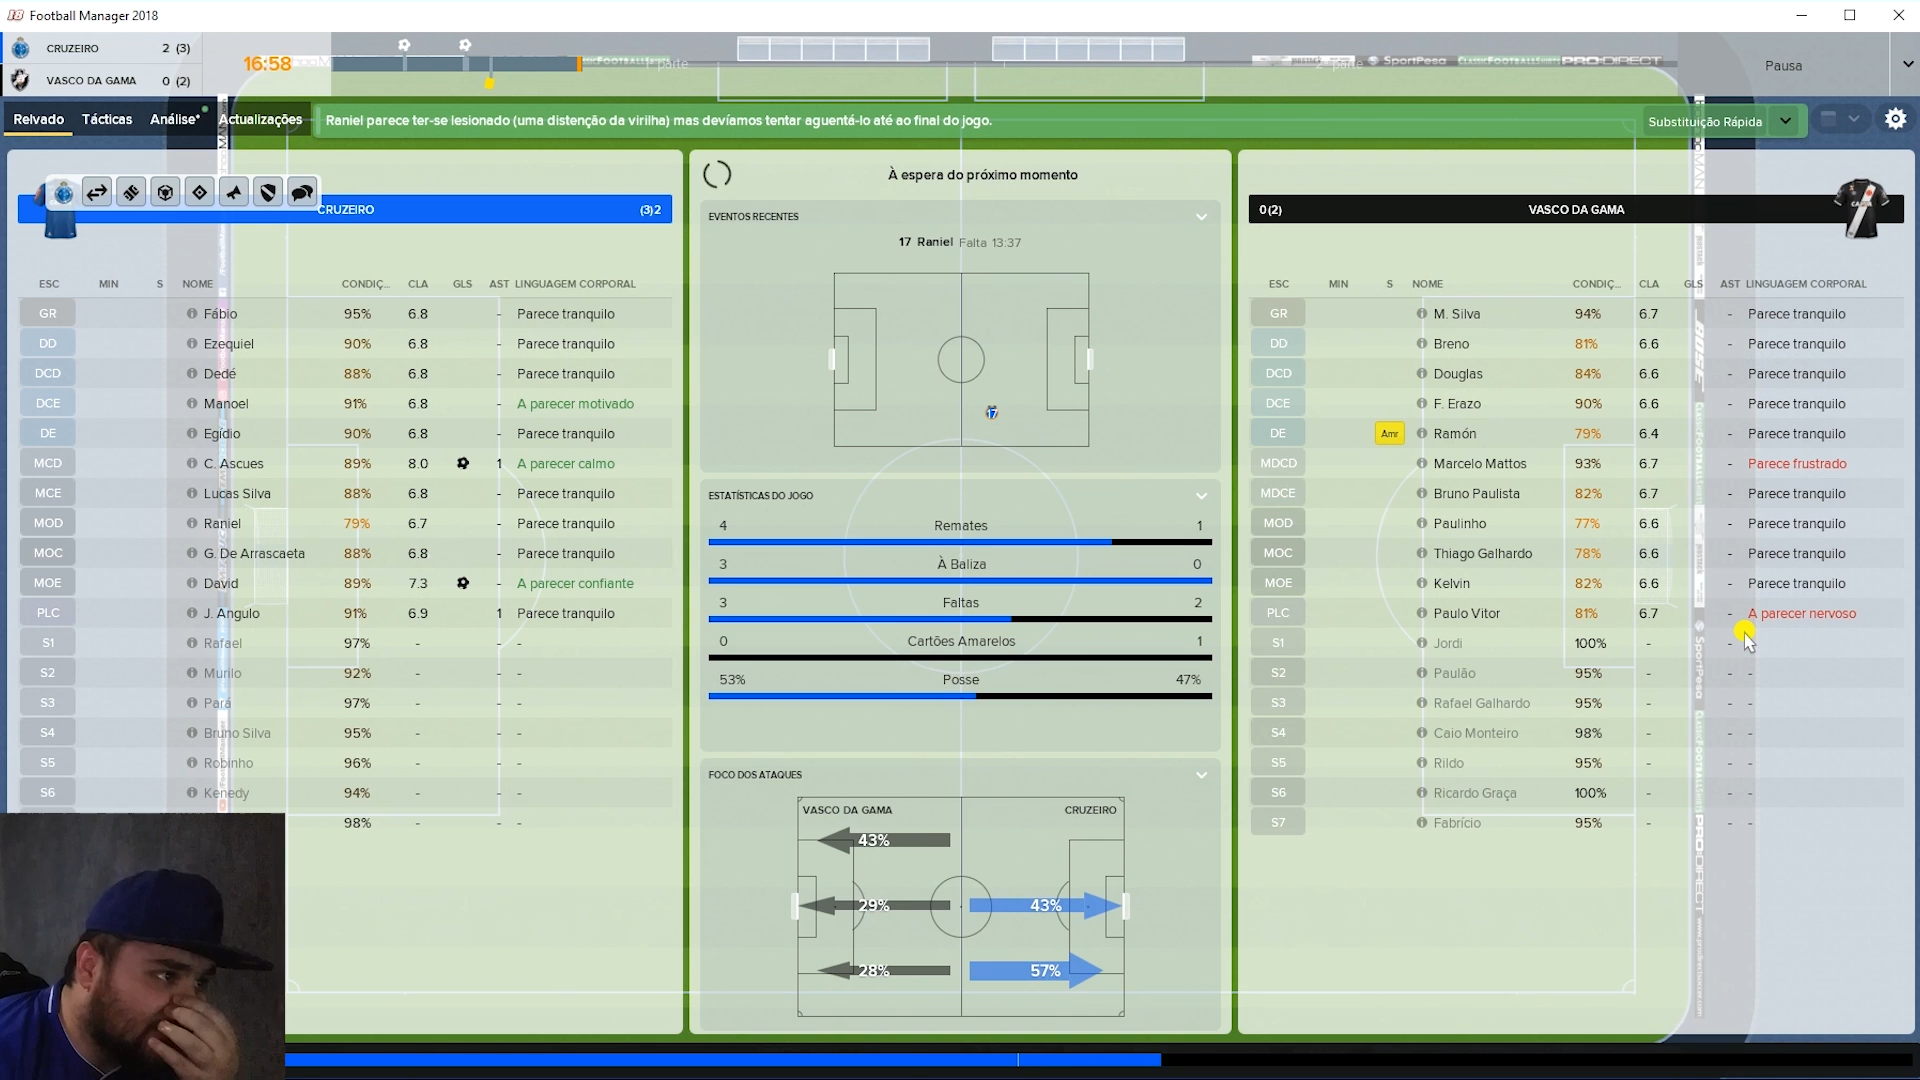 Football Manager 2018
CRUZEIRO 2 (3)
VASCO DA GAMA 0 (2)
16:58
1ª parte
2ª parte
SportPesa PRO:DIRECT
Pausa
Relvado Tácticas Análise* Actualizações
Raniel parece ter-se lesionado (uma distenção da virilha) mas devíamos tentar aguentá-lo até ao final do jogo.
Substituição Rápida
CRUZEIRO (3)2
ESC MIN S NOME CONDIÇ... CLA GLS AST LINGUAGEM CORPORAL
GR Fábio 95% 6.8 - Parece tranquilo
DD Ezequiel 90% 6.8 - Parece tranquilo
DCD Dedé 88% 6.8 - Parece tranquilo
DCE Manoel 91% 6.8 - A parecer motivado
DE Egídio 90% 6.8 - Parece tranquilo
MCD C. Ascues 89% 8.0 1 A parecer calmo
MCE Lucas Silva 88% 6.8 - Parece tranquilo
MOD Raniel 79% 6.7 - Parece tranquilo
MOC G. De Arrascaeta 88% 6.8 - Parece tranquilo
MOE David 89% 7.3 - A parecer confiante
PLC J. Angulo 91% 6.9 1 Parece tranquilo
S1 Rafael 97% - - -
S2 Murilo 92% - - -
S3 Pará 97% - - -
S4 Bruno Silva 95% - - -
S5 Robinho 96% - - -
S6 Kenedy 94% - - -
98% - - -
À espera do próximo momento
EVENTOS RECENTES
17 Raniel Falta 13:37
17
ESTATÍSTICAS DO JOGO
4 Remates 1
3 À Baliza 0
3 Faltas 2
0 Cartões Amarelos 1
53% Posse 47%
FOCO DOS ATAQUES
VASCO DA GAMA CRUZEIRO
43%
29% 43%
28% 57%
0(2) VASCO DA GAMA
ESC MIN S NOME CONDIÇ... CLA GLS AST LINGUAGEM CORPORAL
GR M. Silva 94% 6.7 - Parece tranquilo
DD Breno 81% 6.6 - Parece tranquilo
DCD Douglas 84% 6.6 - Parece tranquilo
DCE F. Erazo 90% 6.6 - Parece tranquilo
DE Amr Ramón 79% 6.4 - Parece tranquilo
MDCD Marcelo Mattos 93% 6.7 - Parece frustrado
MDCE Bruno Paulista 82% 6.7 - Parece tranquilo
MOD Paulinho 77% 6.6 - Parece tranquilo
MOC Thiago Galhardo 78% 6.6 - Parece tranquilo
MOE Kelvin 82% 6.6 - Parece tranquilo
PLC Paulo Vitor 81% 6.7 - A parecer nervoso
S1 Jordi 100% - -
S2 Paulão 95% - - -
S3 Rafael Galhardo 95% - - -
S4 Caio Monteiro 98% - - -
S5 Rildo 95% - - -
S6 Ricardo Graça 100% - - -
S7 Fabrício 95% - - -